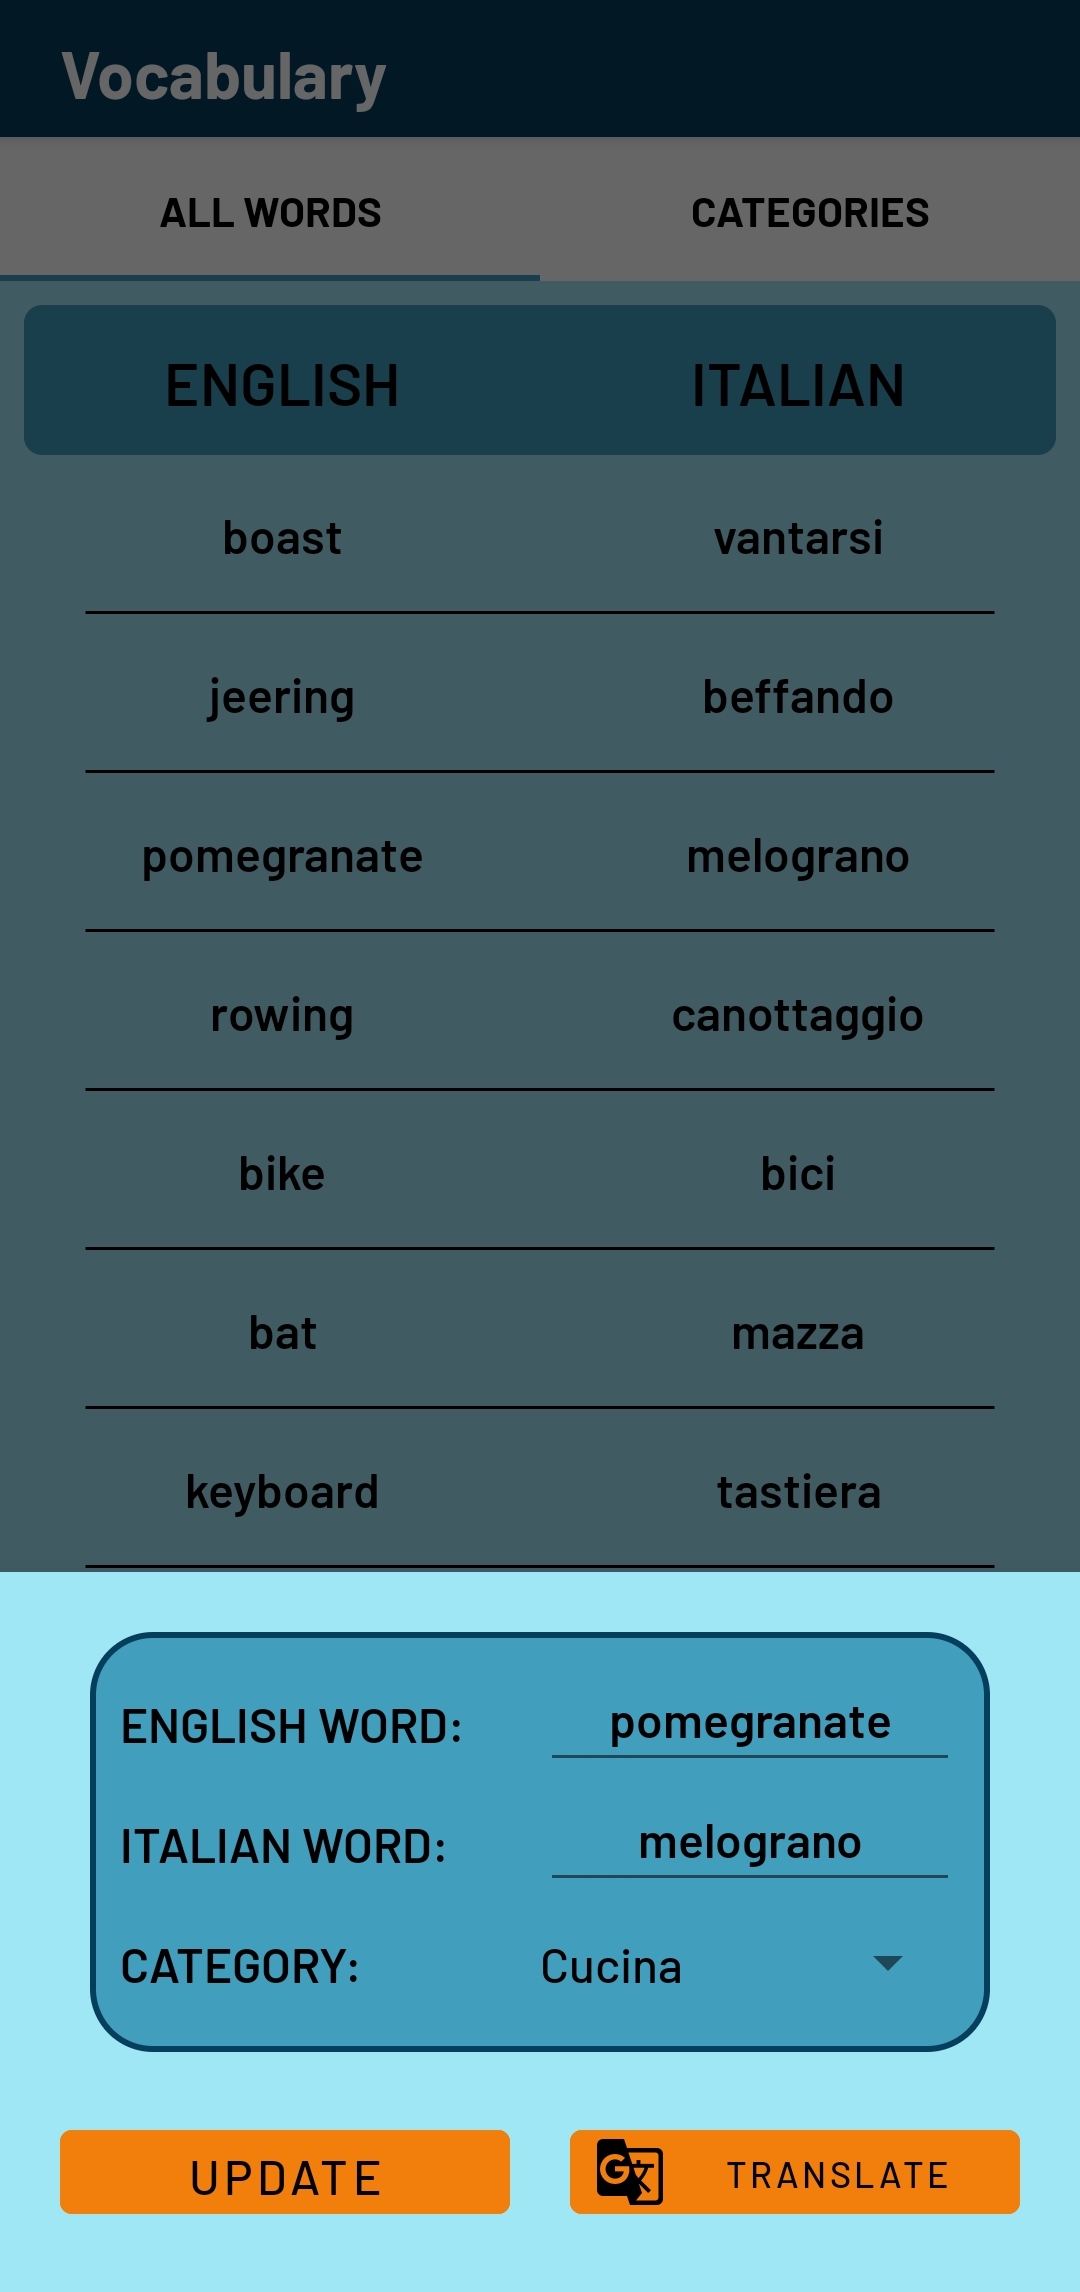 Vocabulary
ALL WORDS CATEGORIES
ENGLISH ITALIAN
boast vantarsi
jeering beffando
pomegranate melograno
rowing canottaggio
bike bici
bat mazza
keyboard tastiera
ENGLISH WORD: pomegranate
ITALIAN WORD: melograno
CATEGORY: Cucina
UPDATE G 文 TRANSLATE